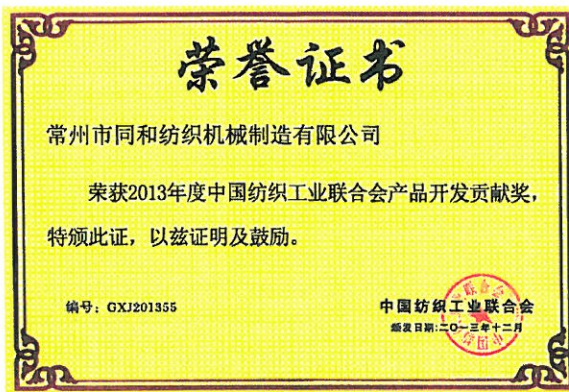 荣誉证书
常州市同和纺织机械制造有限公司
荣获2013年度中国纺织工业联合会产品开发贡献奖，
特颁此证，以兹证明及鼓励。
编号：GXJ201355
中国纺织工业联合会
颁发日期：二〇一三年十二月